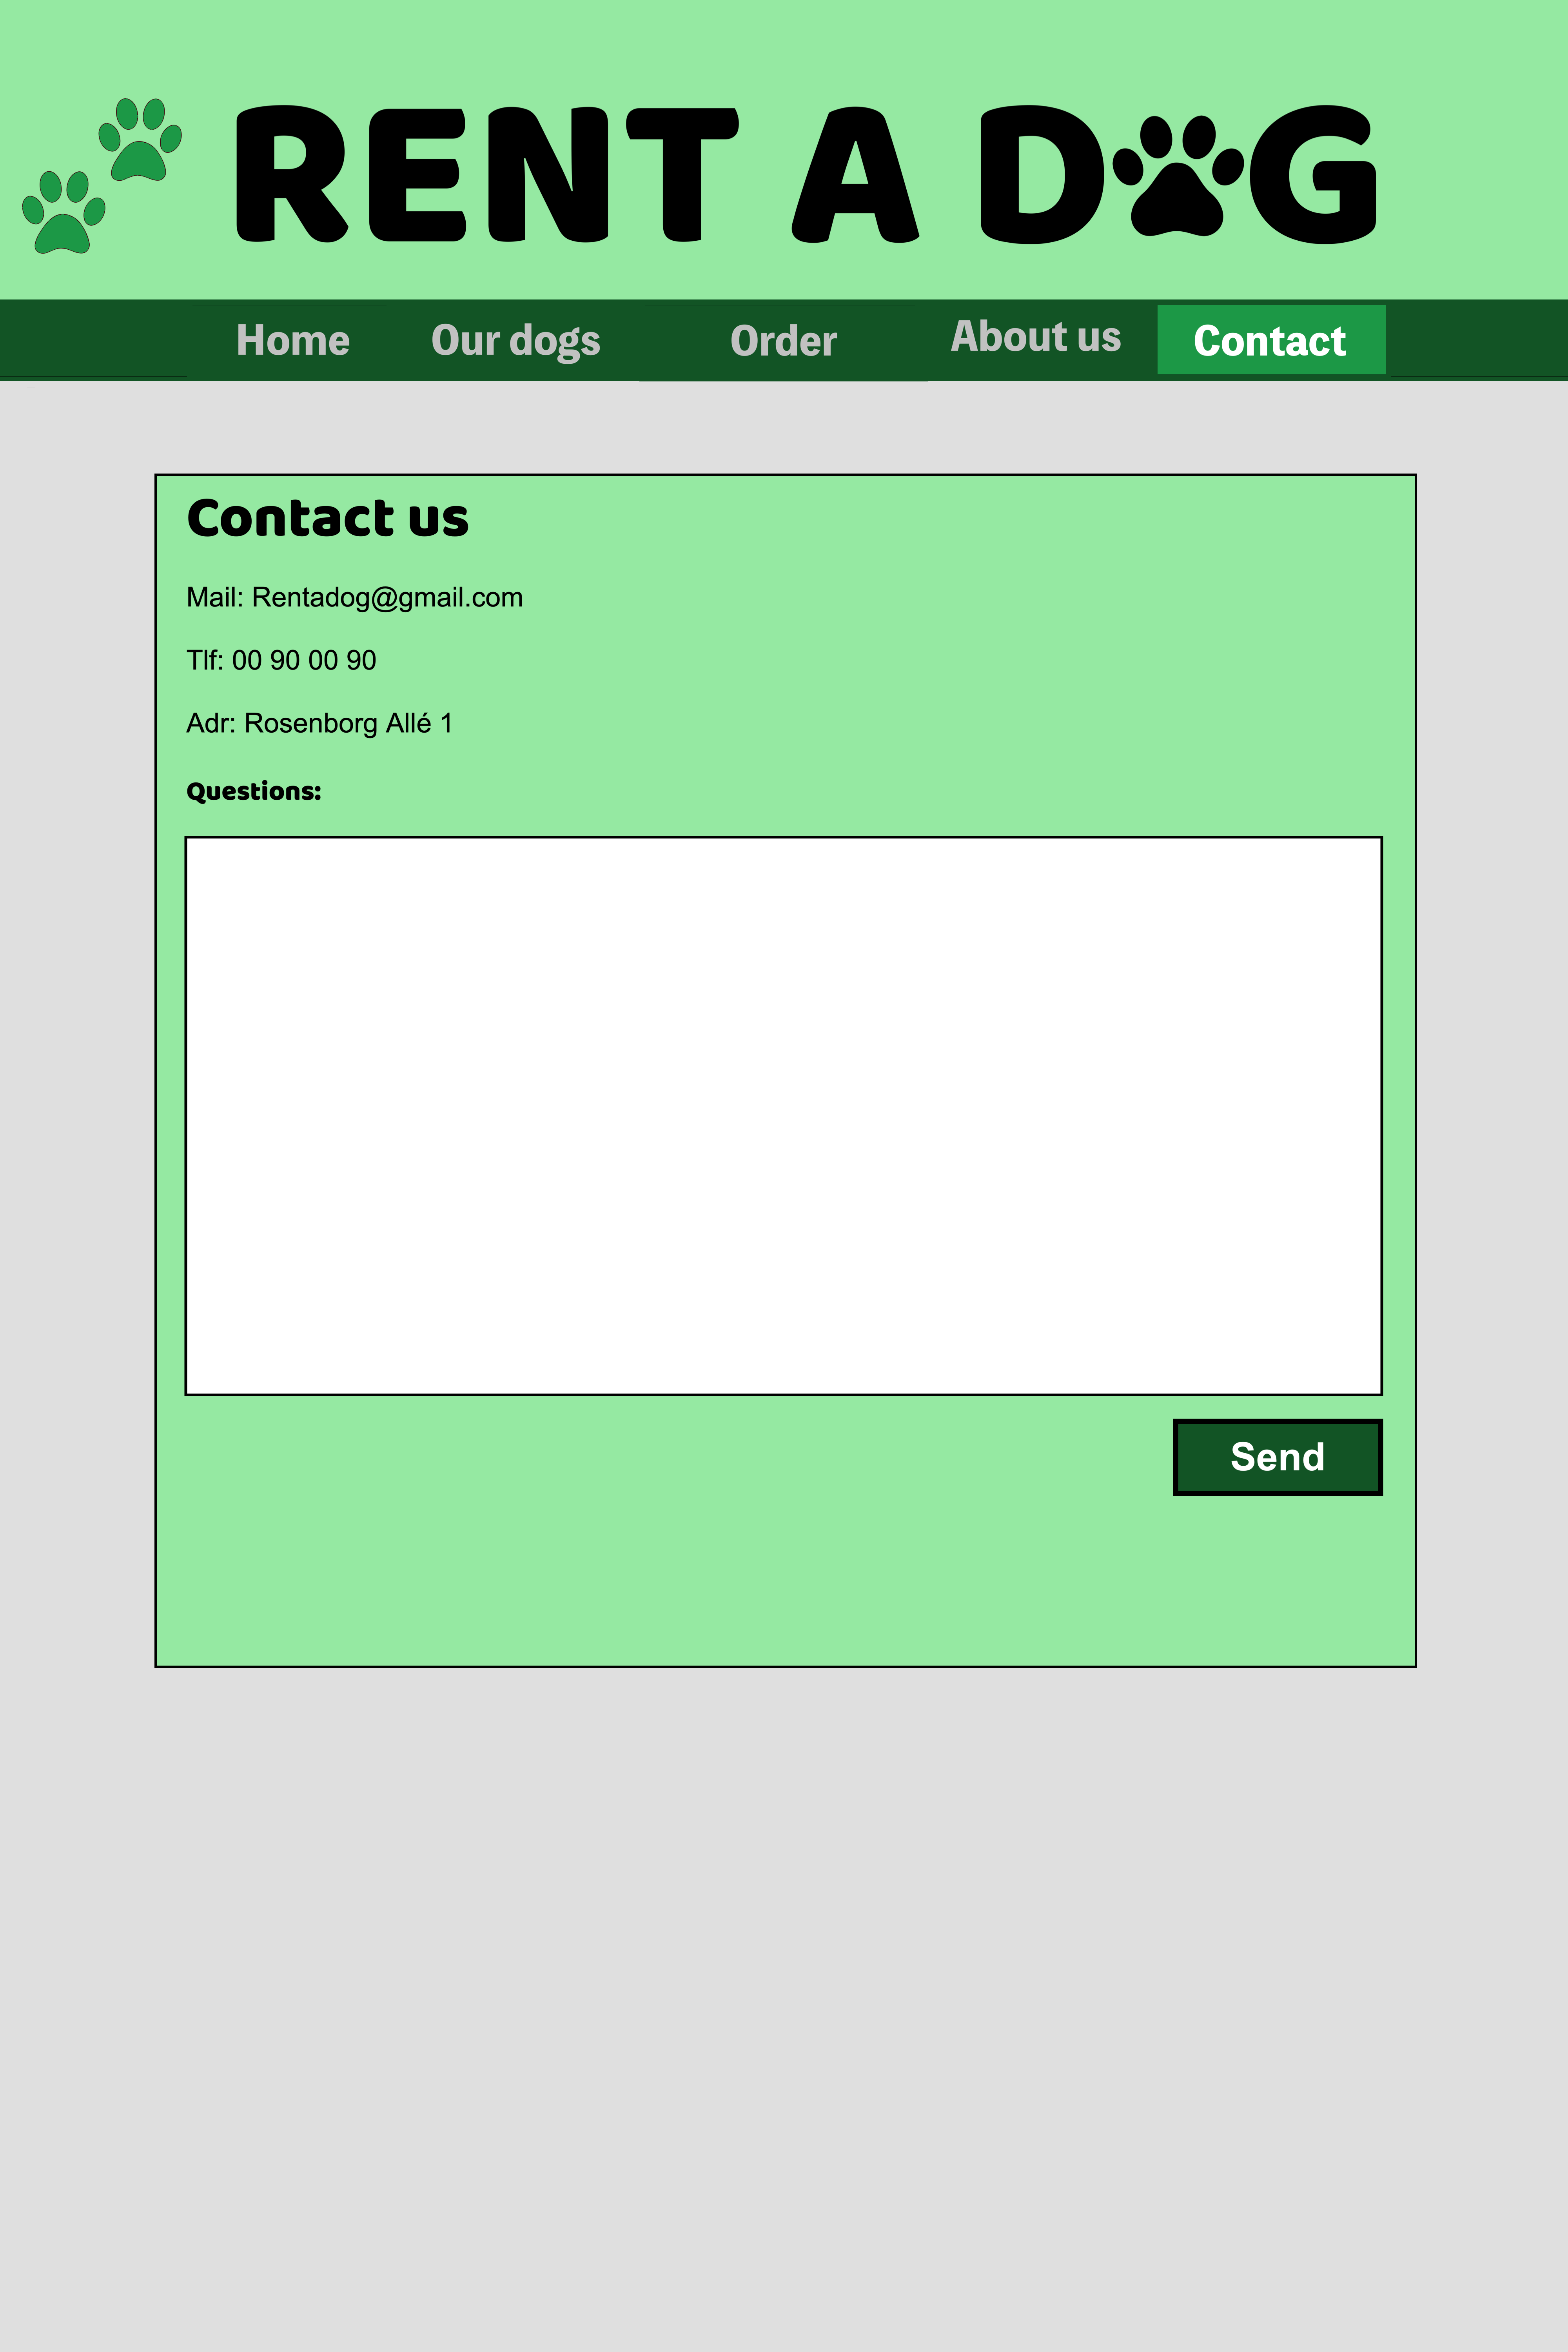 RENT A DOG
Home Our dogs Order About us Contact
Contact us
Mail: Rentadog@gmail.com
Tlf: 00 90 00 90
Adr: Rosenborg Allé 1
Questions:
Send